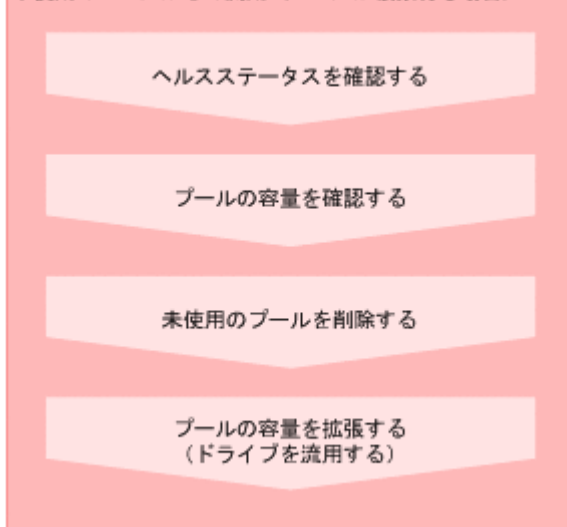 ヘルスステータスを確認する
プールの容量を確認する
未使用のプールを削除する
プールの容量を拡張する
（ドライブを流用する）